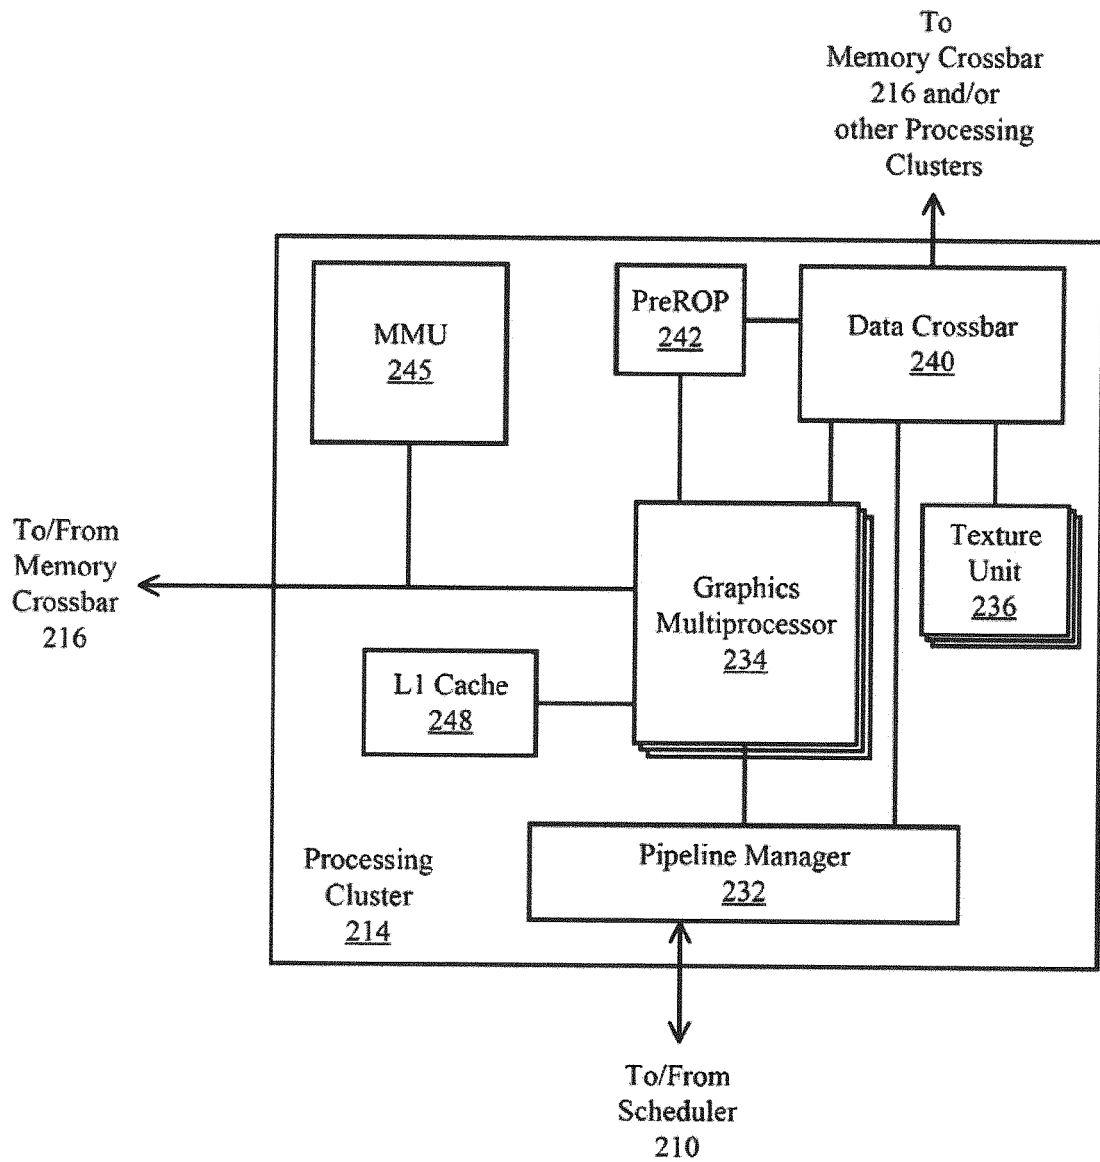 To
Memory Crossbar
216 and/or
other Processing
Clusters
MMU
245
PreROP
242
Data Crossbar
240
To/From
Memory
Crossbar
216
Graphics
Multiprocessor
234
Texture
Unit
236
L1 Cache
248
Pipeline Manager
232
Processing
Cluster
214
To/From
Scheduler
210